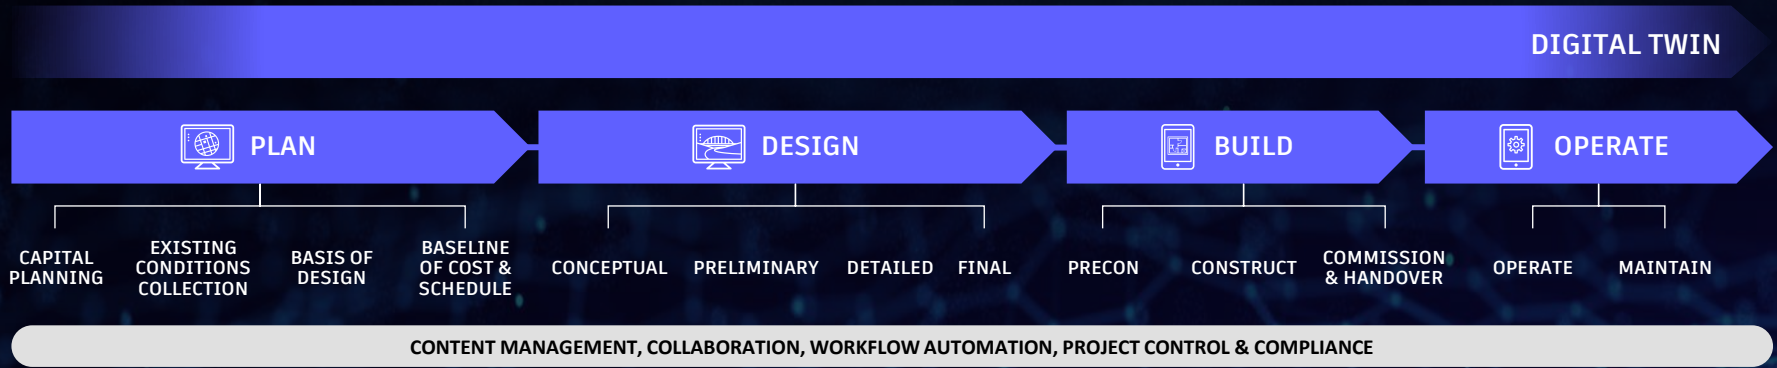 DIGITAL TWIN
PLAN
DESIGN
BUILD
OPERATE
CAPITAL
PLANNING
EXISTING
CONDITIONS
COLLECTION
BASIS OF
DESIGN
BASELINE
OF COST &
SCHEDULE
CONCEPTUAL
PRELIMINARY
DETAILED
FINAL
PRECON
CONSTRUCT
COMMISSION
& HANDOVER
OPERATE
MAINTAIN
CONTENT MANAGEMENT, COLLABORATION, WORKFLOW AUTOMATION, PROJECT CONTROL & COMPLIANCE